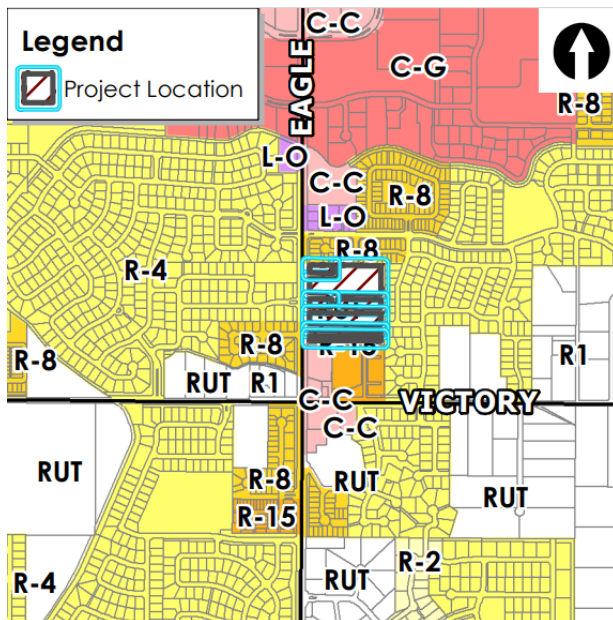 Legend
Project Location
C-C
EAGLE
C-G
R-8
L-O
C-C
R-8
L-O
R-8
R-4
R-8
R-8
RUT
R1
R1
C-C
VICTORY
C-C
RUT
R-8
RUT
RUT
R-15
R-2
R-4
RUT